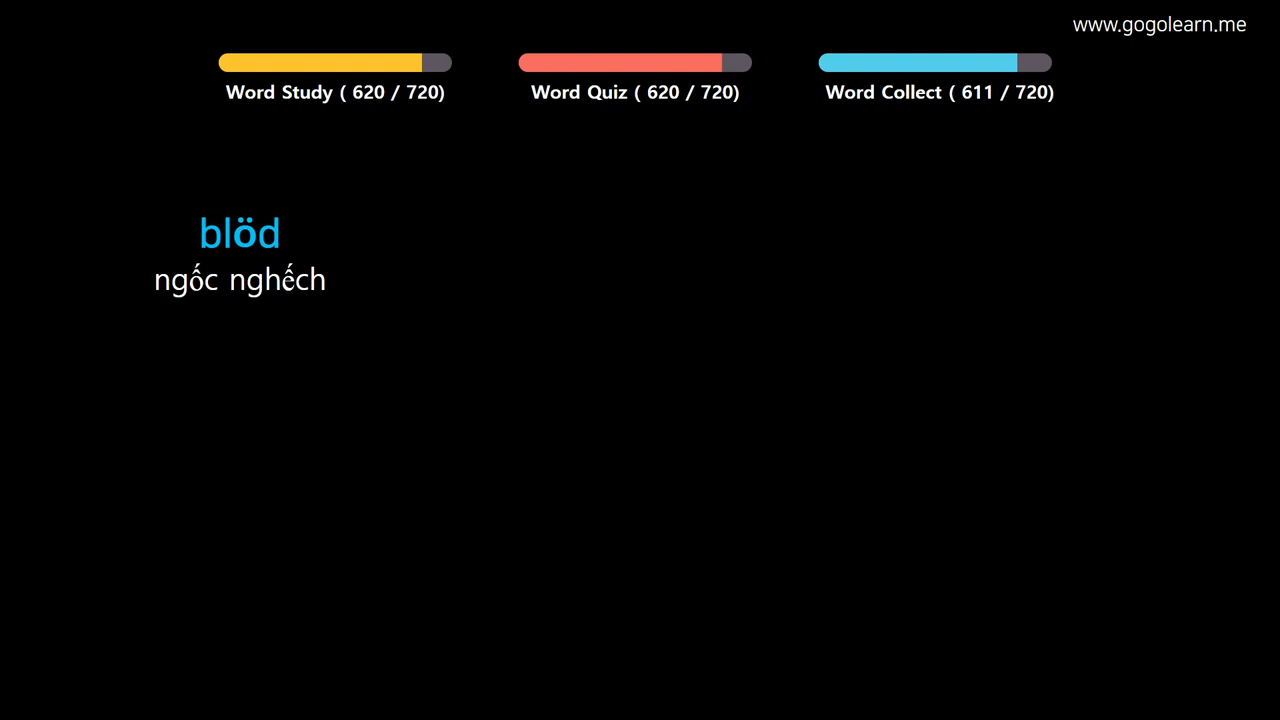 www.gogolearn.me
Word Study ( 620 / 720)
Word Quiz ( 620 / 720)
Word Collect ( 611 / 720)
blöd
ngốc nghếch